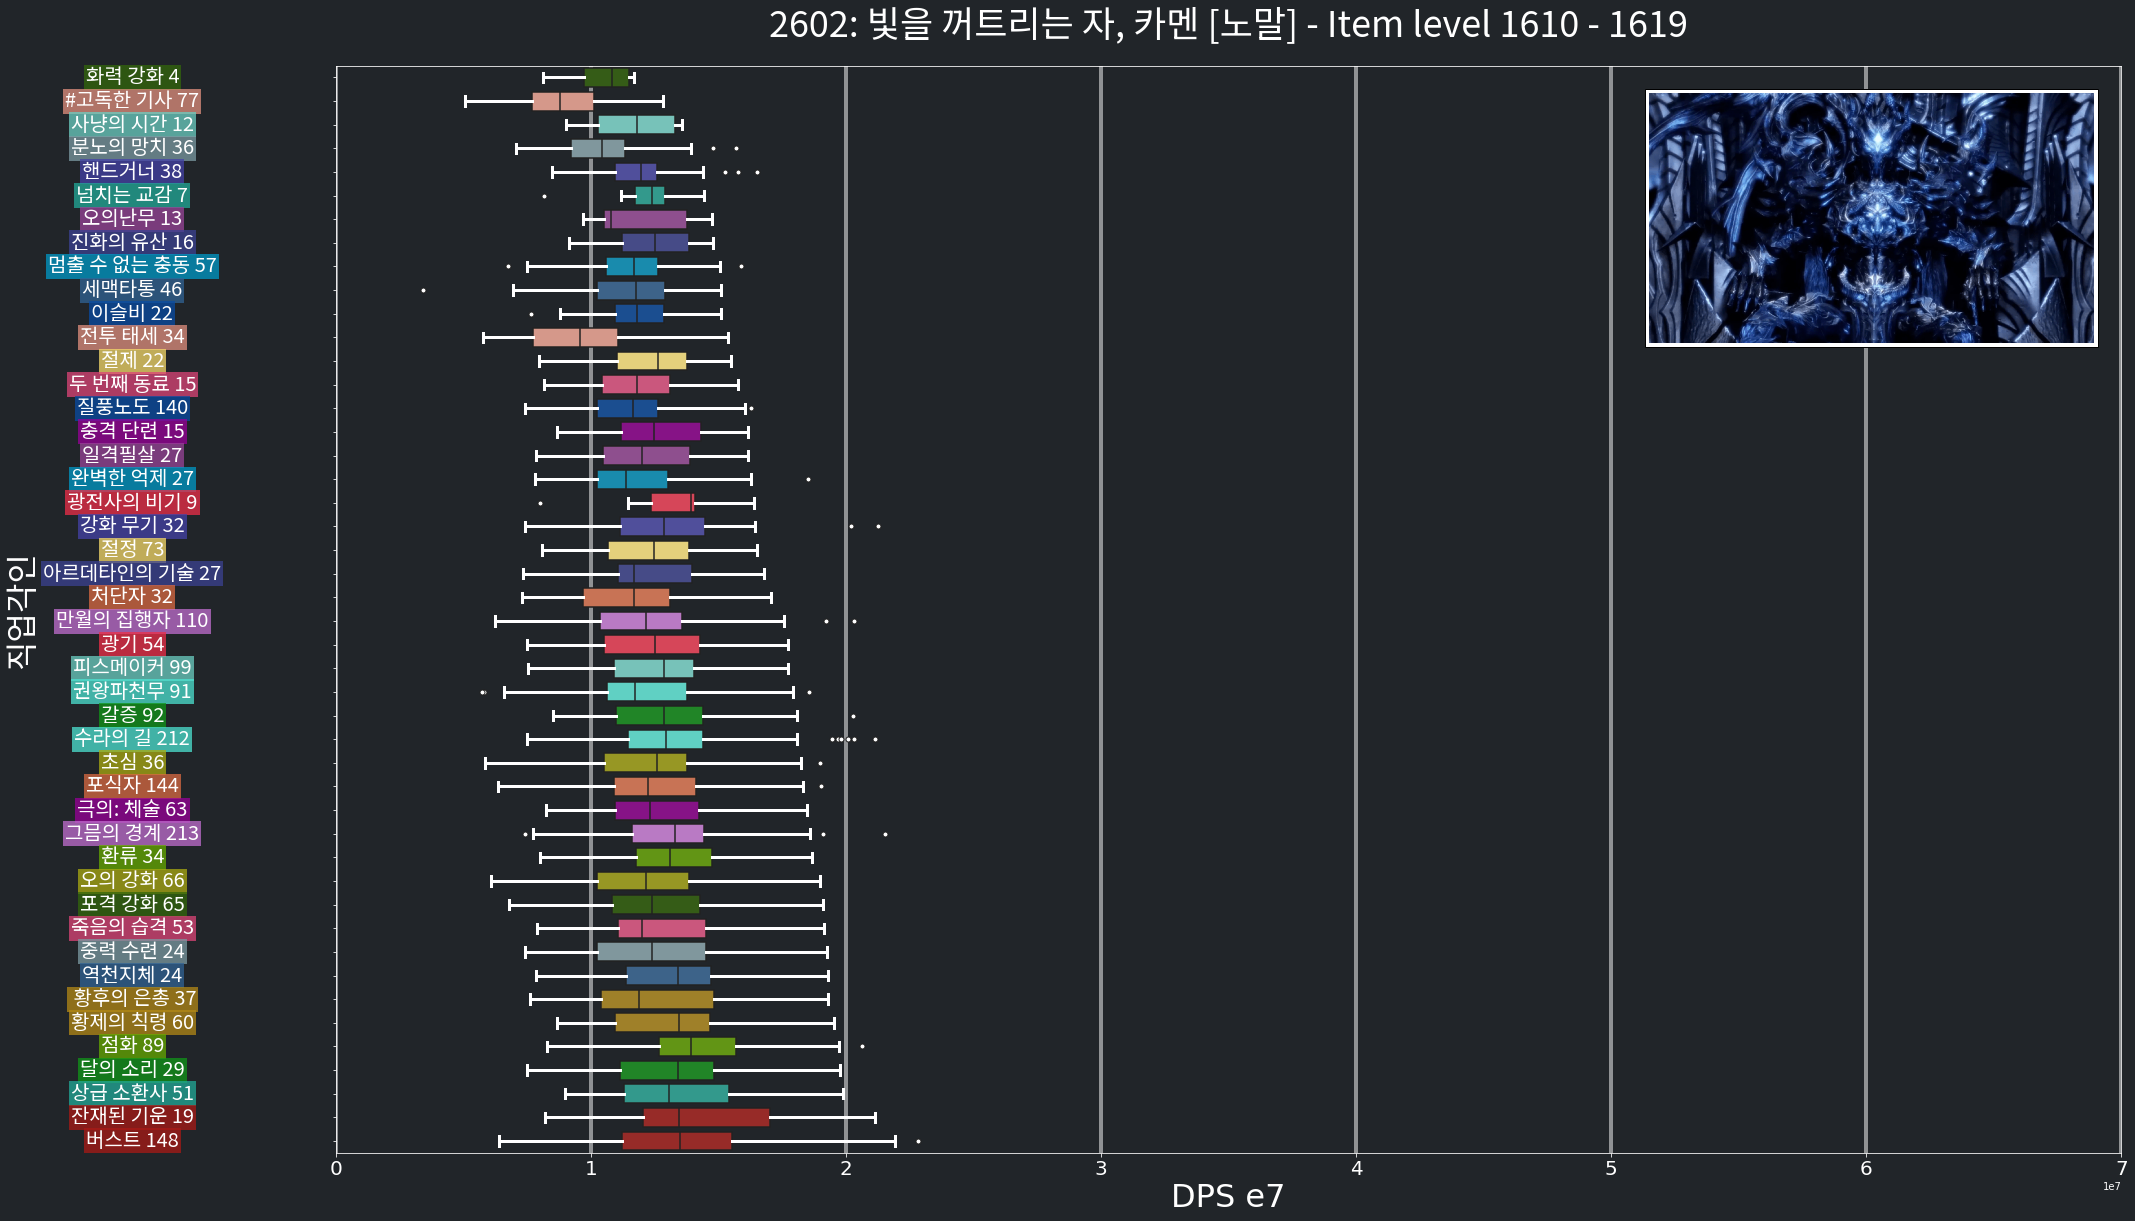 2602: 빛을 꺼트리는 자, 카멘 [노말] - Item level 1610 - 1619
직업각인
화력 강화 4
#고독한 기사 77
사냥의 시간 12
분노의 망치 36
핸드거너 38
넘치는 교감 7
오의난무 13
진화의 유산 16
멈출 수 없는 충동 57
세맥타통 46
이슬비 22
전투 태세 34
절제 22
두 번째 동료 15
질풍노도 140
충격 단련 15
일격필살 27
완벽한 억제 27
광전사의 비기 9
강화 무기 32
절정 73
아르데타인의 기술 27
처단자 32
만월의 집행자 110
광기 54
피스메이커 99
권왕파천무 91
갈증 92
수라의 길 212
초심 36
포식자 144
극의: 체술 63
그믐의 경계 213
환류 34
오의 강화 66
포격 강화 65
죽음의 습격 53
중력 수련 24
역천지체 24
황후의 은총 37
황제의 칙령 60
점화 89
달의 소리 29
상급 소환사 51
잔재된 기운 19
버스트 148
0 1 2 3 4 5 6 7
DPS e7
1e7